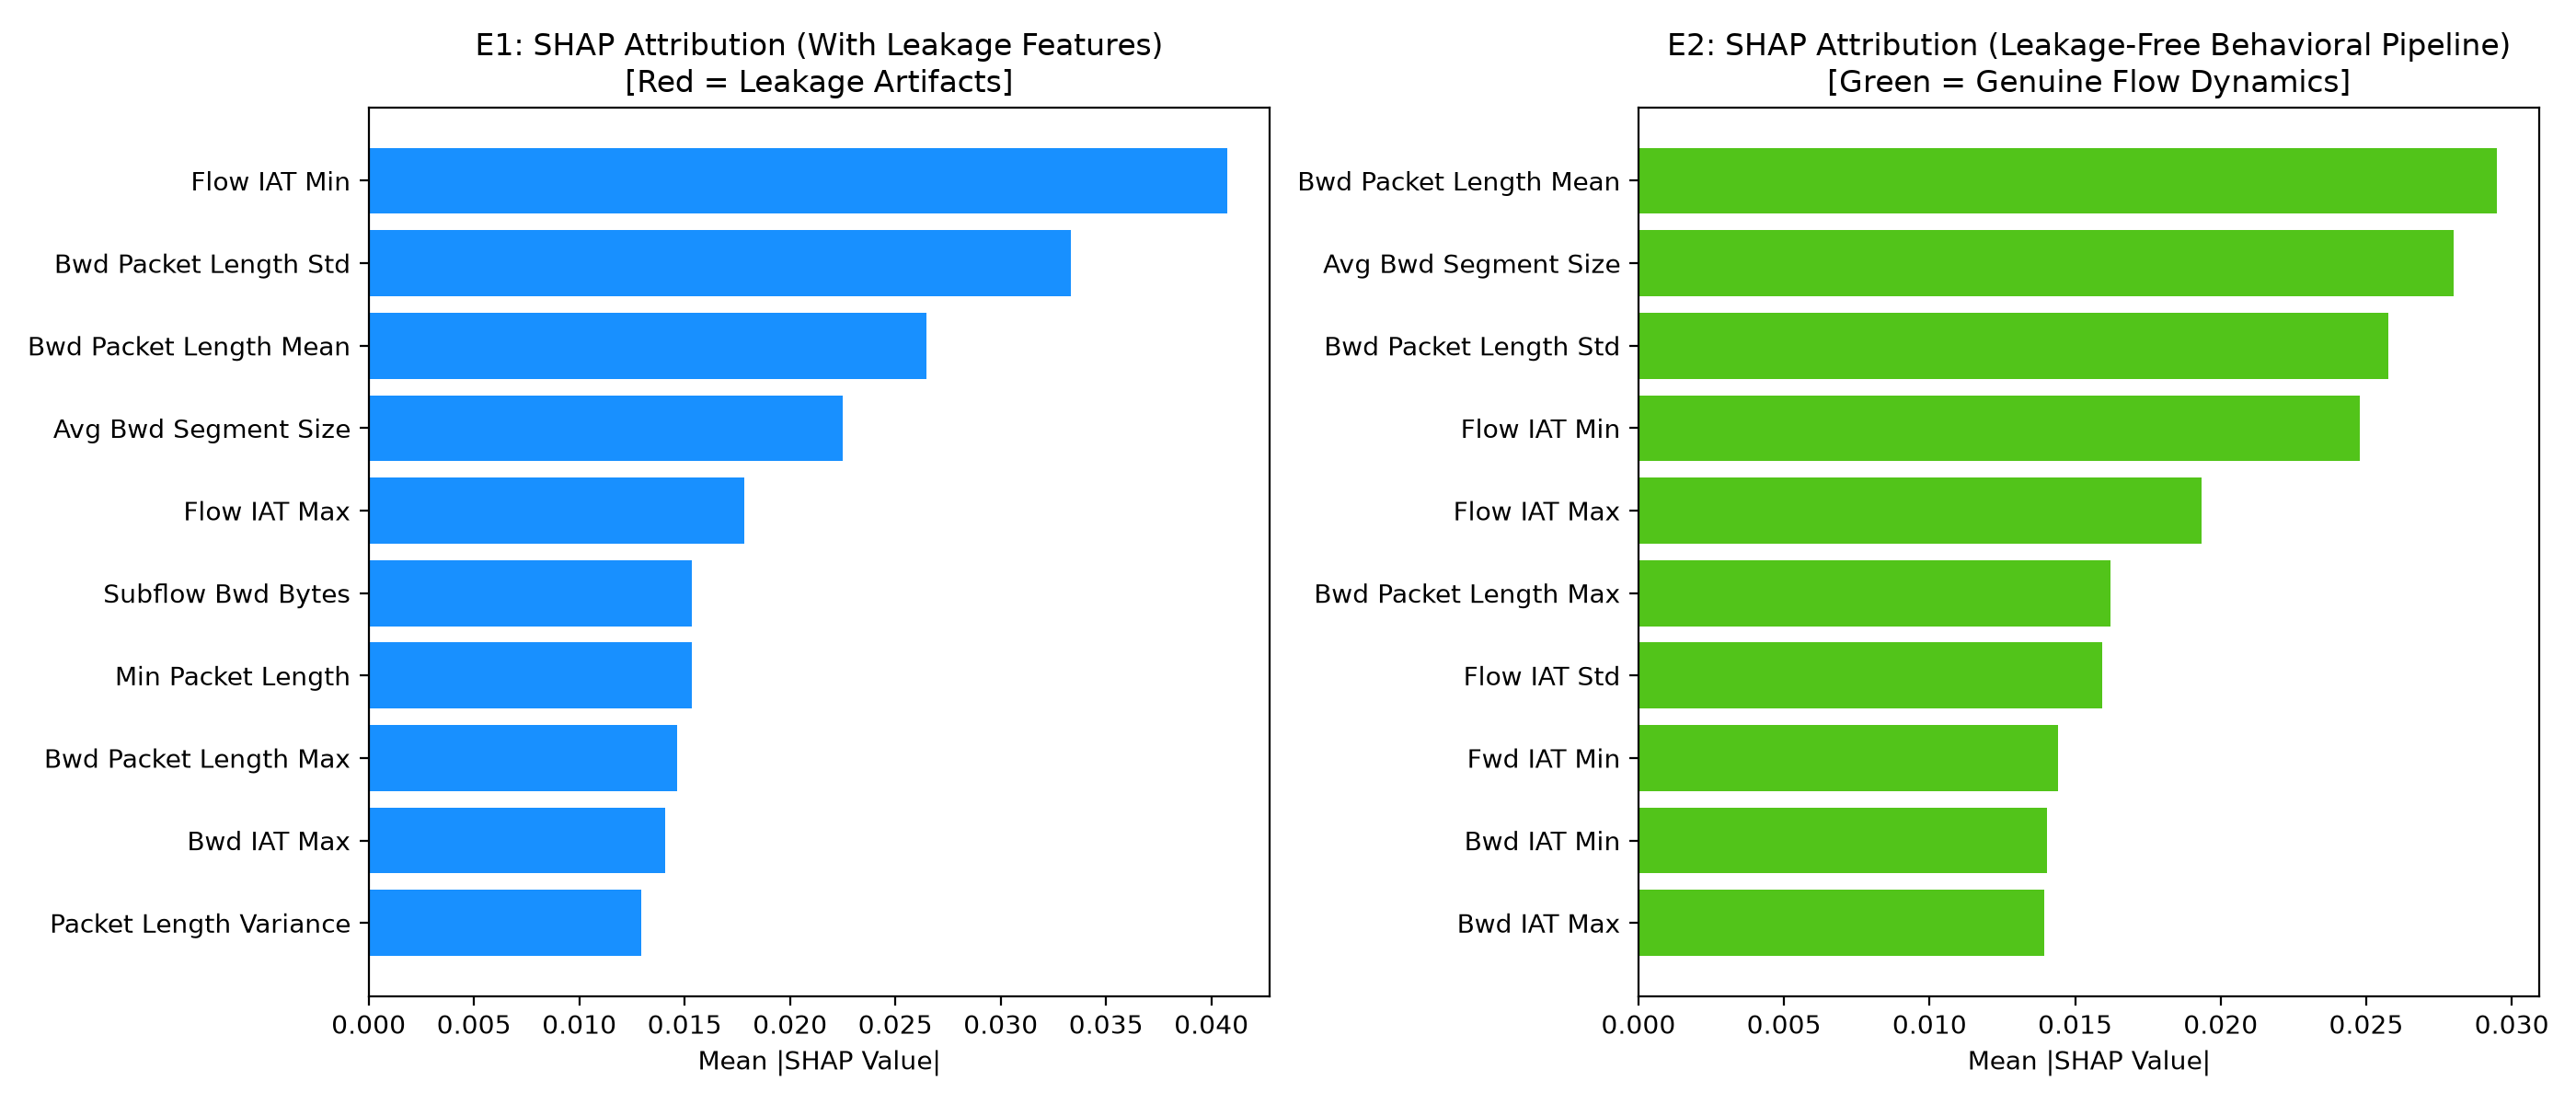 E1: SHAP Attribution (With Leakage Features)
[Red = Leakage Artifacts]
Flow IAT Min
Bwd Packet Length Std
Bwd Packet Length Mean
Avg Bwd Segment Size
Flow IAT Max
Subflow Bwd Bytes
Min Packet Length
Bwd Packet Length Max
Bwd IAT Max
Packet Length Variance
0.000 0.005 0.010 0.015 0.020 0.025 0.030 0.035 0.040
Mean |SHAP Value|
E2: SHAP Attribution (Leakage-Free Behavioral Pipeline)
[Green = Genuine Flow Dynamics]
Bwd Packet Length Mean
Avg Bwd Segment Size
Bwd Packet Length Std
Flow IAT Min
Flow IAT Max
Bwd Packet Length Max
Flow IAT Std
Fwd IAT Min
Bwd IAT Min
Bwd IAT Max
0.000 0.005 0.010 0.015 0.020 0.025 0.030
Mean |SHAP Value|